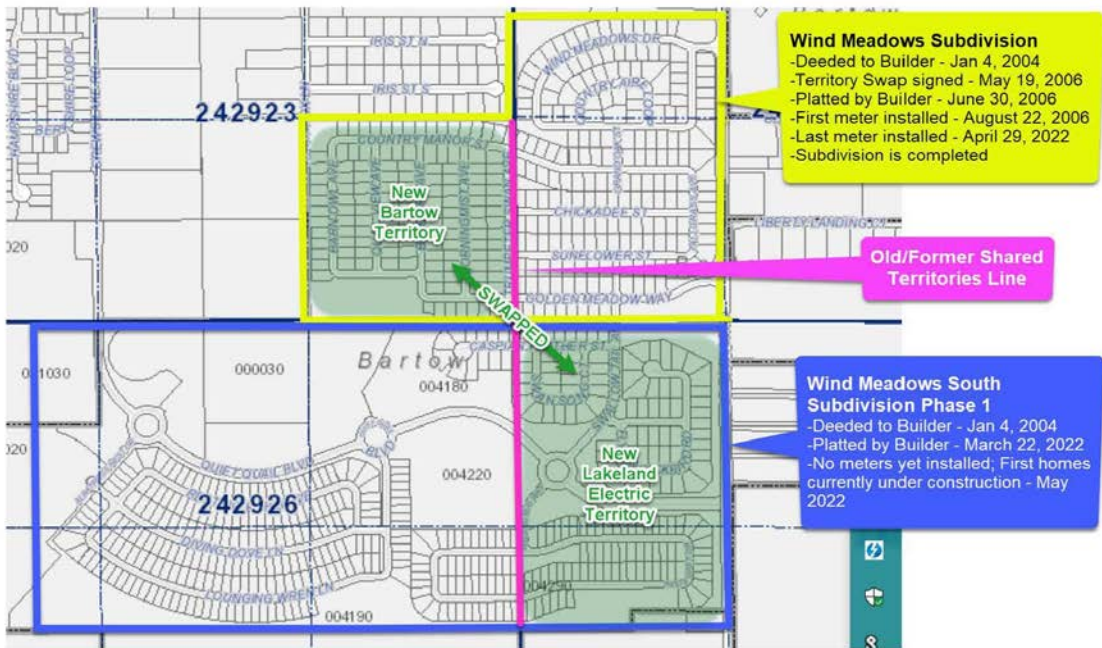 Wind Meadows Subdivision
-Deeded to Builder - Jan 4, 2004
-Territory Swap signed - May 19, 2006
-Platted by Builder - June 30, 2006
-First meter installed - August 22, 2006
-Last meter installed - April 29, 2022
-Subdivision is completed
IRIS ST N
IRIS ST S
WIND MEADOWS DR
242923
COUNTRY MANOR ST
New
Bartow
Territory
CHICKADEE ST
LIBERTY LANDING
SUNFLOWER ST
GOLDEN MEADOW WAY
Old/Former Shared
Territories Line
SWAPPED
Bartow
000030
004180
Wind Meadows South
Subdivision Phase 1
-Deeded to Builder - Jan 4, 2004
-Platted by Builder - March 22, 2022
-No meters yet installed; First homes
currently under construction - May
2022
QUIET QUAIL BLVD
004220
New
Lakeland
Electric
Territory
242926
DIVING DOVE LN
LOUNGING WREN LN
004190
004290